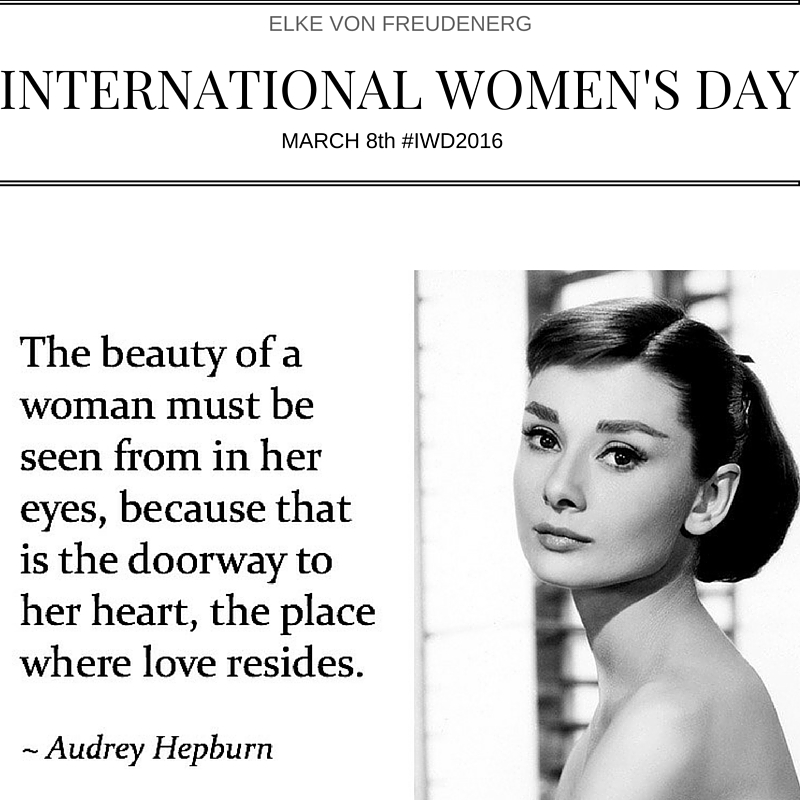 ELKE VON FREUDENERG
INTERNATIONAL WOMEN'S DAY
MARCH 8th #IWD2016
The beauty of a
woman must be
seen from in her
eyes, because that
is the doorway to
her heart, the place
where love resides.
~ Audrey Hepburn